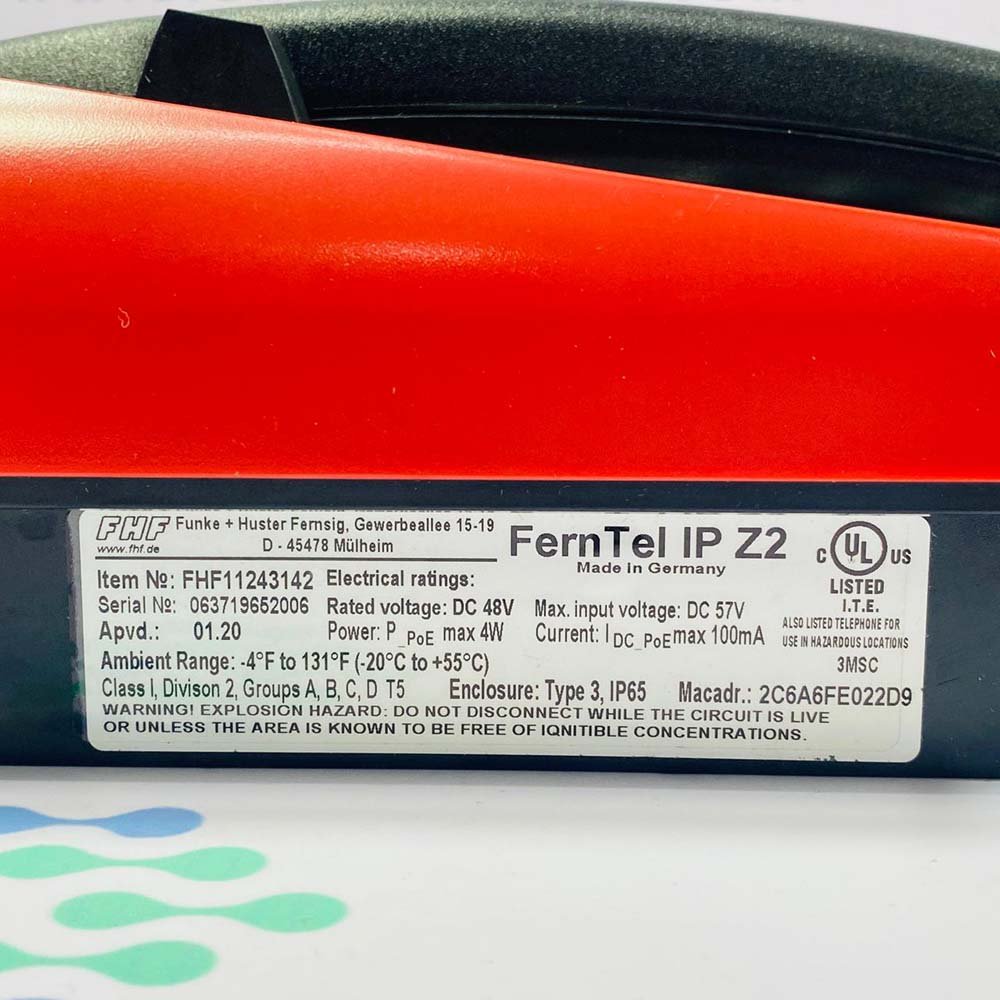 FHF Funke + Huster Fernsig, Gewerbeallee 15-19
www.fhf.de D - 45478 Mülheim
FernTel IP Z2
Made in Germany
C UL US
LISTED
I.T.E.
ALSO LISTED TELEPHONE FOR
USE IN HAZARDOUS LOCATIONS
3MSC
Item №: FHF11243142 Electrical ratings:
Serial №: 063719652006 Rated voltage: DC 48V Max. input voltage: DC 57V
Apvd.: 01.20 Power: P_PoE max 4W Current: I DC_PoE max 100mA
Ambient Range: -4°F to 131°F (-20°C to +55°C)
Class I, Divison 2, Groups A, B, C, D T5 Enclosure: Type 3, IP65 Macadr.: 2C6A6FE022D9
WARNING! EXPLOSION HAZARD: DO NOT DISCONNECT WHILE THE CIRCUIT IS LIVE
OR UNLESS THE AREA IS KNOWN TO BE FREE OF IQNITIBLE CONCENTRATIONS.